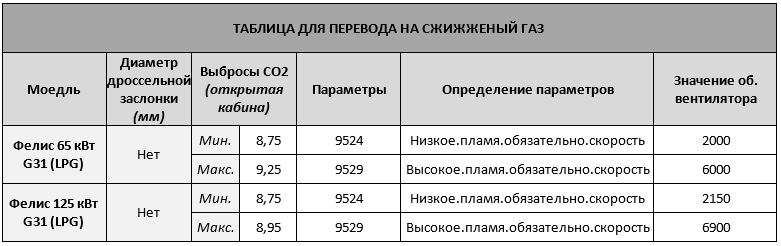 ТАБЛИЦА ДЛЯ ПЕРЕВОДА НА СЖИЖЖЕНЫЙ ГАЗ
Моедль Диаметр дроссельной заслонки (мм) Выбросы CO2 (открытая кабина) Параметры Определение параметров Значение об. вентилятора
Фелис 65 кВт G31 (LPG) Нет Мин. 8,75 9524 Низкое.пламя.обязательно.скорость 2000
Макс. 9,25 9529 Высокое.пламя.обязательно.скорость 6000
Фелис 125 кВт G31 (LPG) Нет Мин. 8,75 9524 Низкое.пламя.обязательно.скорость 2150
Макс. 8,95 9529 Высокое.пламя.обязательно.скорость 6900